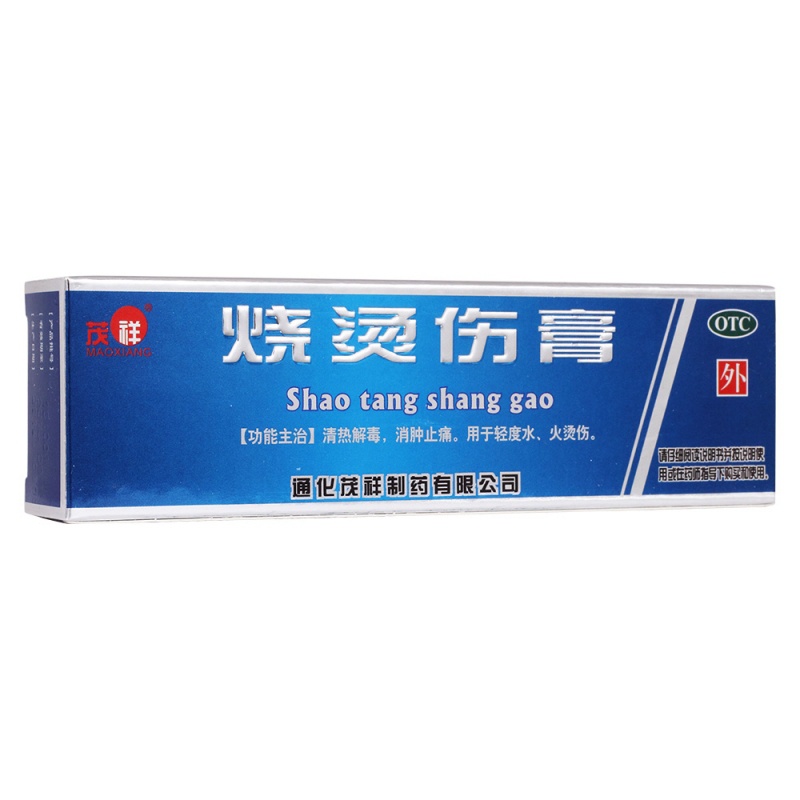 茂祥®
MAOXIANG
烧烫伤膏
OTC
Shao tang shang gao
外
【功能主治】清热解毒，消肿止痛。用于轻度水、火烫伤。
请仔细阅读说明书并按说明使
用或在药师指导下购买和使用。
通化茂祥制药有限公司